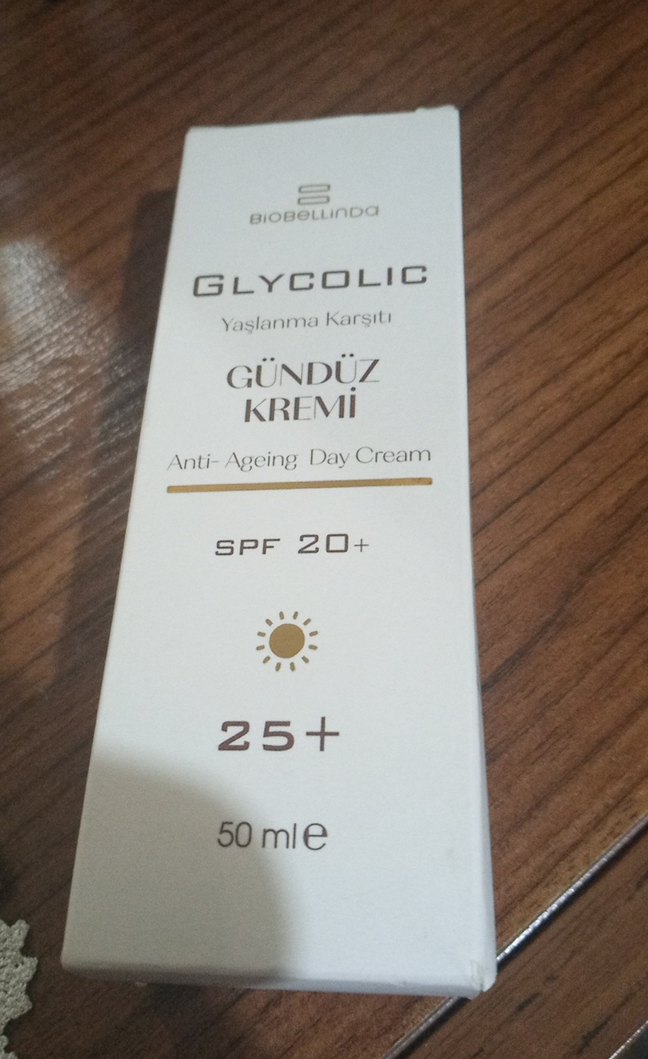 BIOBELLINDA
GLYCOLIC
Yaşlanma Karşıtı
GÜNDÜZ
KREMİ
Anti- Ageing Day Cream
SPF 20+
25+
50 ml e